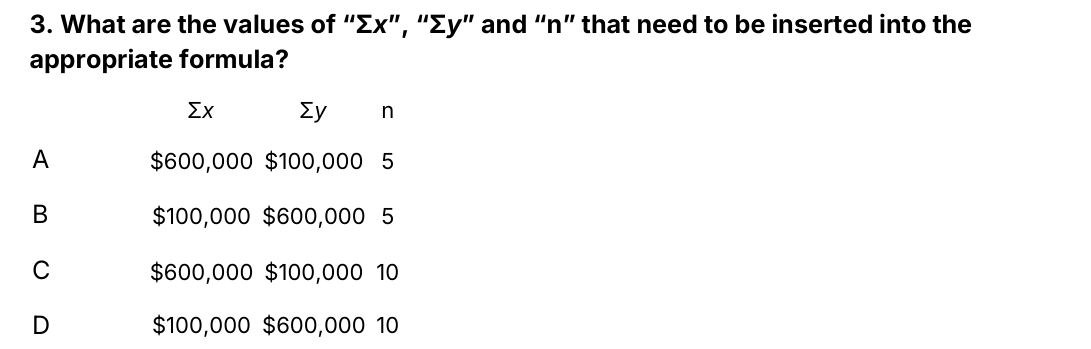 3. What are the values of “Σx”, “Σy” and “n” that need to be inserted into the
appropriate formula?
Σx Σy n
A $600,000 $100,000 5
B $100,000 $600,000 5
C $600,000 $100,000 10
D $100,000 $600,000 10